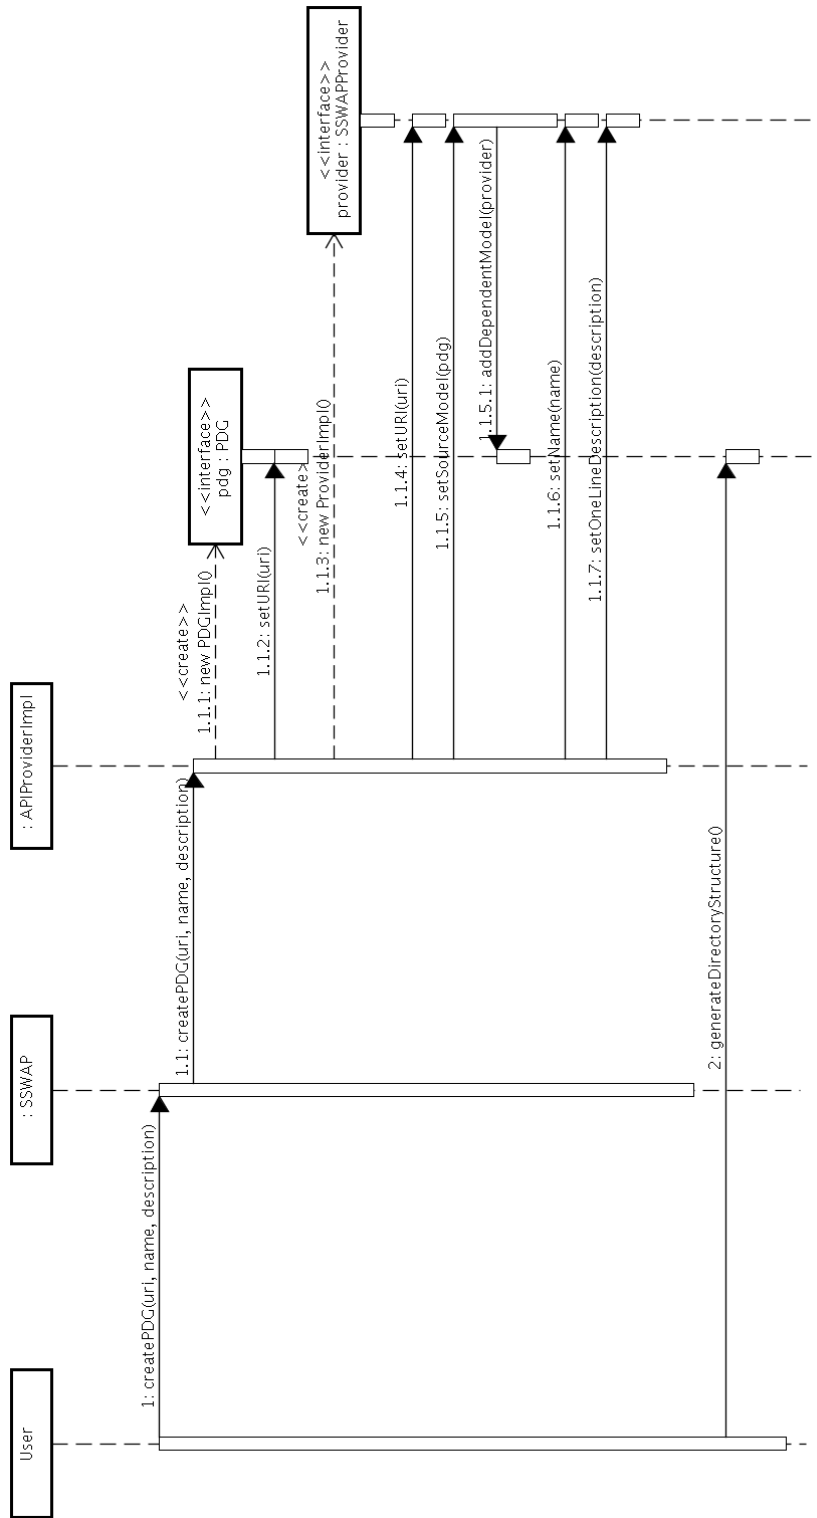 User
: SSWAP
: APIProviderImpl
<<interface>>
pdg : PDG
<<interface>>
provider : SSWAPProvider
1: createPDG(uri, name, description)
1.1: createPDG(uri, name, description)
<<create>>
1.1.1: new PDGImpl()
1.1.2: setURI(uri)
<<create>
1.1.3: new ProviderImpl()
1.1.4: setURI(uri)
1.1.5: setSourceModel(pdg)
1.1.5.1: addDependentModel(provider)
1.1.6: setName(name)
1.1.7: setOneLineDescription(description)
2: generateDirectoryStructure()